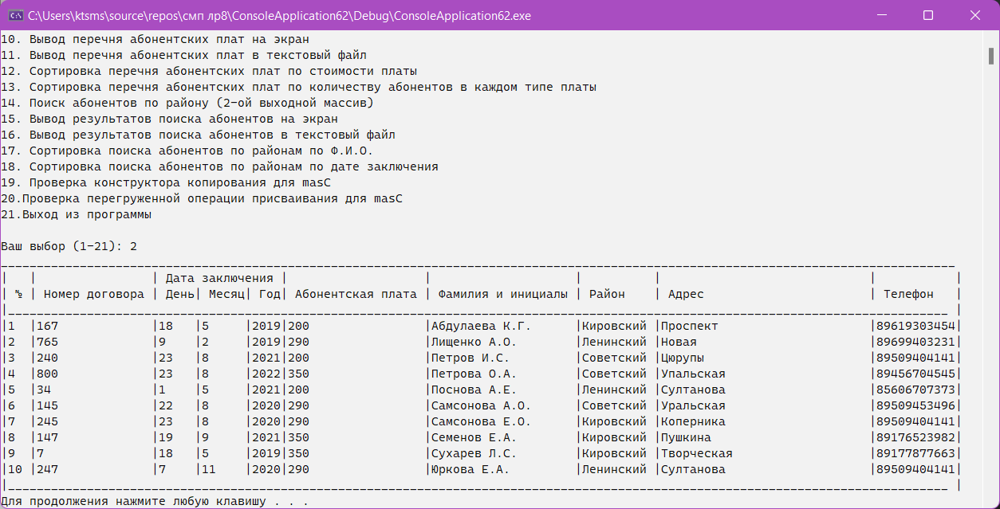 C:\Users\ktsms\source\repos\смп лр8\ConsoleApplication62\Debug\ConsoleApplication62.exe
10. Вывод перечня абонентских плат на экран
11. Вывод перечня абонентских плат в текстовый файл
12. Сортировка перечня абонентских плат по стоимости платы
13. Сортировка перечня абонентских плат по количеству абонентов в каждом типе платы
14. Поиск абонентов по району (2-ой выходной массив)
15. Вывод результатов поиска абонентов на экран
16. Вывод результатов поиска абонентов в текстовый файл
17. Сортировка поиска абонентов по районам по Ф.И.О.
18. Сортировка поиска абонентов по районам по дате заключения
19. Проверка конструктора копирования для masC
20.Проверка перегруженной операции присваивания для masC
21.Выход из программы
Ваш выбор (1-21): 2
| | | Дата заключения | | | | | |
| % | Номер договора | День| Месяц| Год| Абонентская плата | Фамилия и инициалы | Район | Адрес | Телефон |
|1 |167 |18 |5 |2019|200 |Абдулаева К.Г. |Кировский |Проспект |89619303454|
|2 |765 |9 |2 |2019|290 |Лищенко А.О. |Ленинский |Новая |89699403231|
|3 |240 |23 |8 |2021|200 |Петров И.С. |Советский |Цюрупы |89509404141|
|4 |800 |23 |8 |2022|350 |Петрова О.А. |Советский |Упальская |89456704545|
|5 |34 |1 |5 |2021|200 |Поснова А.Е. |Ленинский |Султанова |85606707373|
|6 |145 |22 |8 |2020|290 |Самсонова А.О. |Советский |Уральская |89509453496|
|7 |245 |23 |8 |2020|290 |Самсонова Е.О. |Кировский |Коперника |89509404141|
|8 |147 |19 |9 |2021|350 |Семенов Е.А. |Кировский |Пушкина |89176523982|
|9 |7 |18 |5 |2019|350 |Сухарев Л.С. |Кировский |Творческая |89177877663|
|10 |247 |7 |11 |2020|290 |Юркова Е.А. |Ленинский |Султанова |89509404141|
Для продолжения нажмите любую клавишу . . .